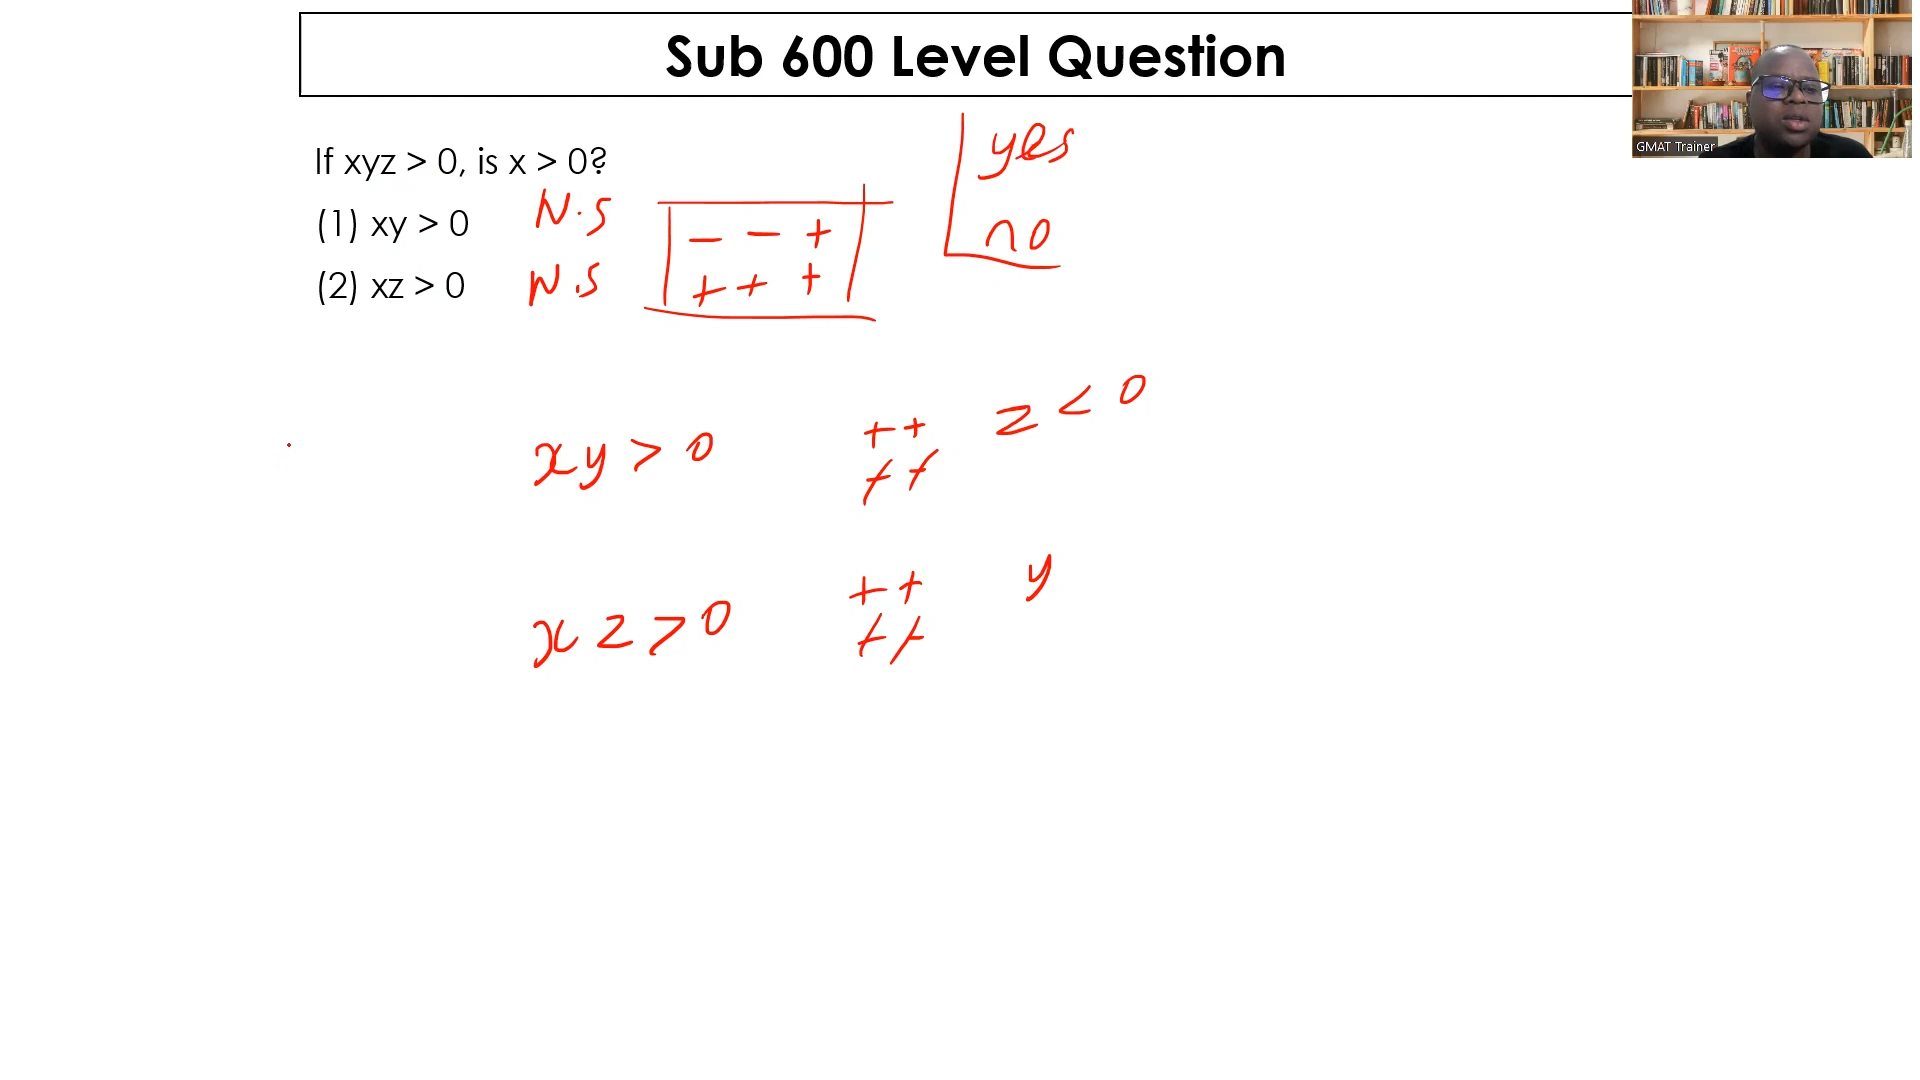 Sub 600 Level Question
GMAT Trainer
If xyz > 0, is x > 0?
yes
(1) xy > 0 N.S
- - +
no
(2) xz > 0 N.S
+ + +
xy > 0 ++ z < 0
++
xz > 0 ++ y
++